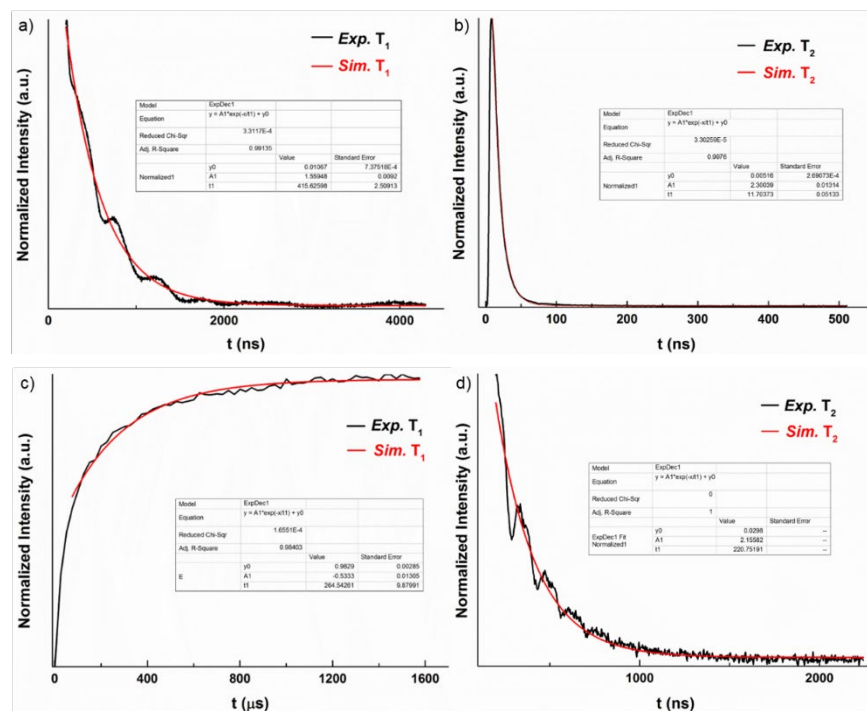 a)
Exp. T1
Sim. T1
Model ExpDec1
Equation y = A1*exp(-x/t1) + y0
Reduced Chi-Sqr 3.3117E-4
Adj. R-Square 0.99135
Value Standard Error
y0 0.01067 7.37518E-4
Normalized1 A1 1.55948 0.0092
t1 415.62598 2.50913
Normalized Intensity (a.u.)
0 2000 4000
t (ns)
b)
Exp. T2
Sim. T2
Model ExpDec1
Equation y = A1*exp(-x/t1) + y0
Reduced Chi-Sqr 3.30259E-5
Adj. R-Square 0.9976
Value Standard Error
y0 0.00516 2.69073E-4
Normalized1 A1 2.30039 0.01314
t1 11.70373 0.05133
Normalized Intensity (a.u.)
0 100 200 300 400 500
t (ns)
c)
Exp. T1
Sim. T1
Model ExpDec1
Equation y = A1*exp(-x/t1) + y0
Reduced Chi-Sqr 1.6551E-4
Adj. R-Square 0.98403
Value Standard Error
y0 0.9829 0.00285
E A1 -0.5333 0.01305
t1 264.54261 9.87991
Normalized Intensity (a.u.)
0 400 800 1200 1600
t (μs)
d)
Exp. T2
Sim. T2
Model ExpDec1
Equation y = A1*exp(-x/t1) + y0
Reduced Chi-Sqr 0
Adj. R-Square 1
Value Standard Error
y0 0.0298 --
ExpDec1 Fit Normalized1 A1 2.15582 --
t1 220.75191 --
Normalized Intensity (a.u.)
1000 2000
t (ns)